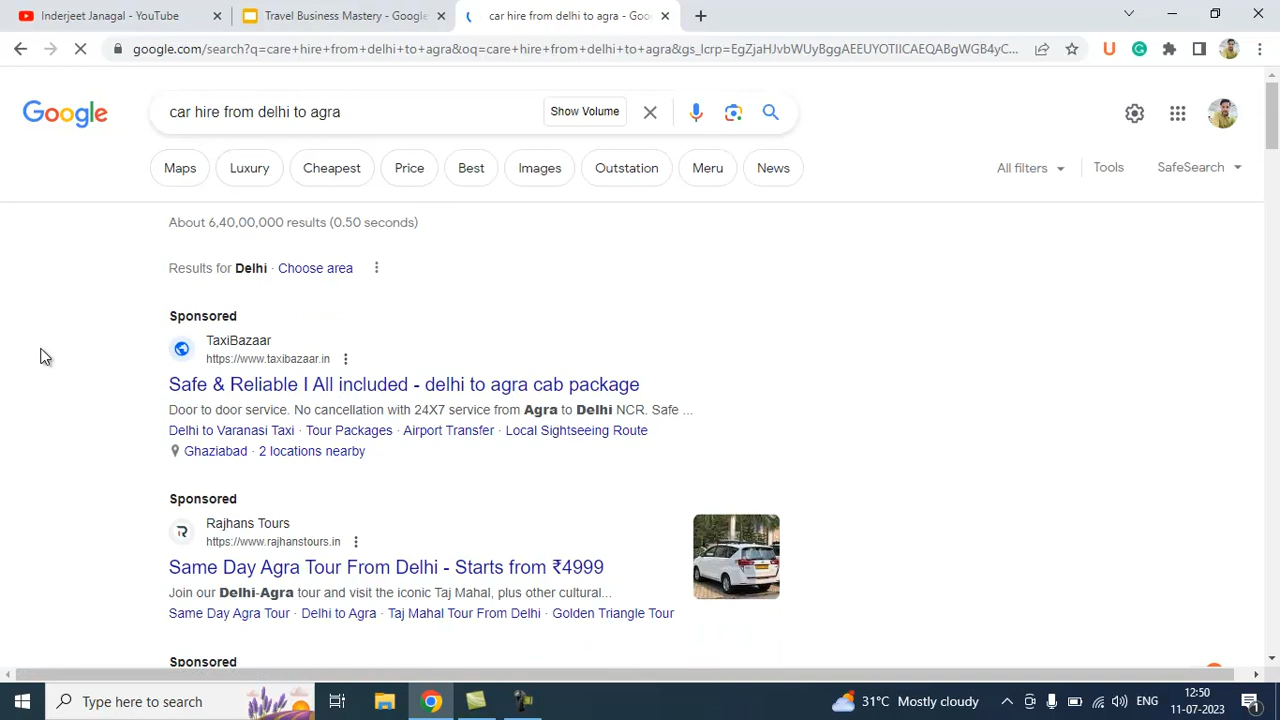 Inderjeet Janagal - YouTube
Travel Business Mastery - Google
car hire from delhi to agra - Goo
google.com/search?q=care+hire+from+delhi+to+agra&oq=care+hire+from+delhi+to+agra&gs_lcrp=EgZjaHJvbWUyBggAEEUYOTIICAEQABgWGB4yC...
Google
car hire from delhi to agra
Show Volume
Maps
Luxury
Cheapest
Price
Best
Images
Outstation
Meru
News
All filters
Tools
SafeSearch
About 6,40,00,000 results (0.50 seconds)
Results for Delhi · Choose area
Sponsored
TaxiBazaar
https://www.taxibazaar.in
Safe & Reliable I All included - delhi to agra cab package
Door to door service. No cancellation with 24X7 service from Agra to Delhi NCR. Safe ...
Delhi to Varanasi Taxi · Tour Packages · Airport Transfer · Local Sightseeing Route
Ghaziabad · 2 locations nearby
Sponsored
Rajhans Tours
https://www.rajhanstours.in
Same Day Agra Tour From Delhi - Starts from ₹4999
Join our Delhi-Agra tour and visit the iconic Taj Mahal, plus other cultural...
Same Day Agra Tour · Delhi to Agra · Taj Mahal Tour From Delhi · Golden Triangle Tour
Sponsored
Type here to search
31°C Mostly cloudy
ENG
12:50
11-07-2023